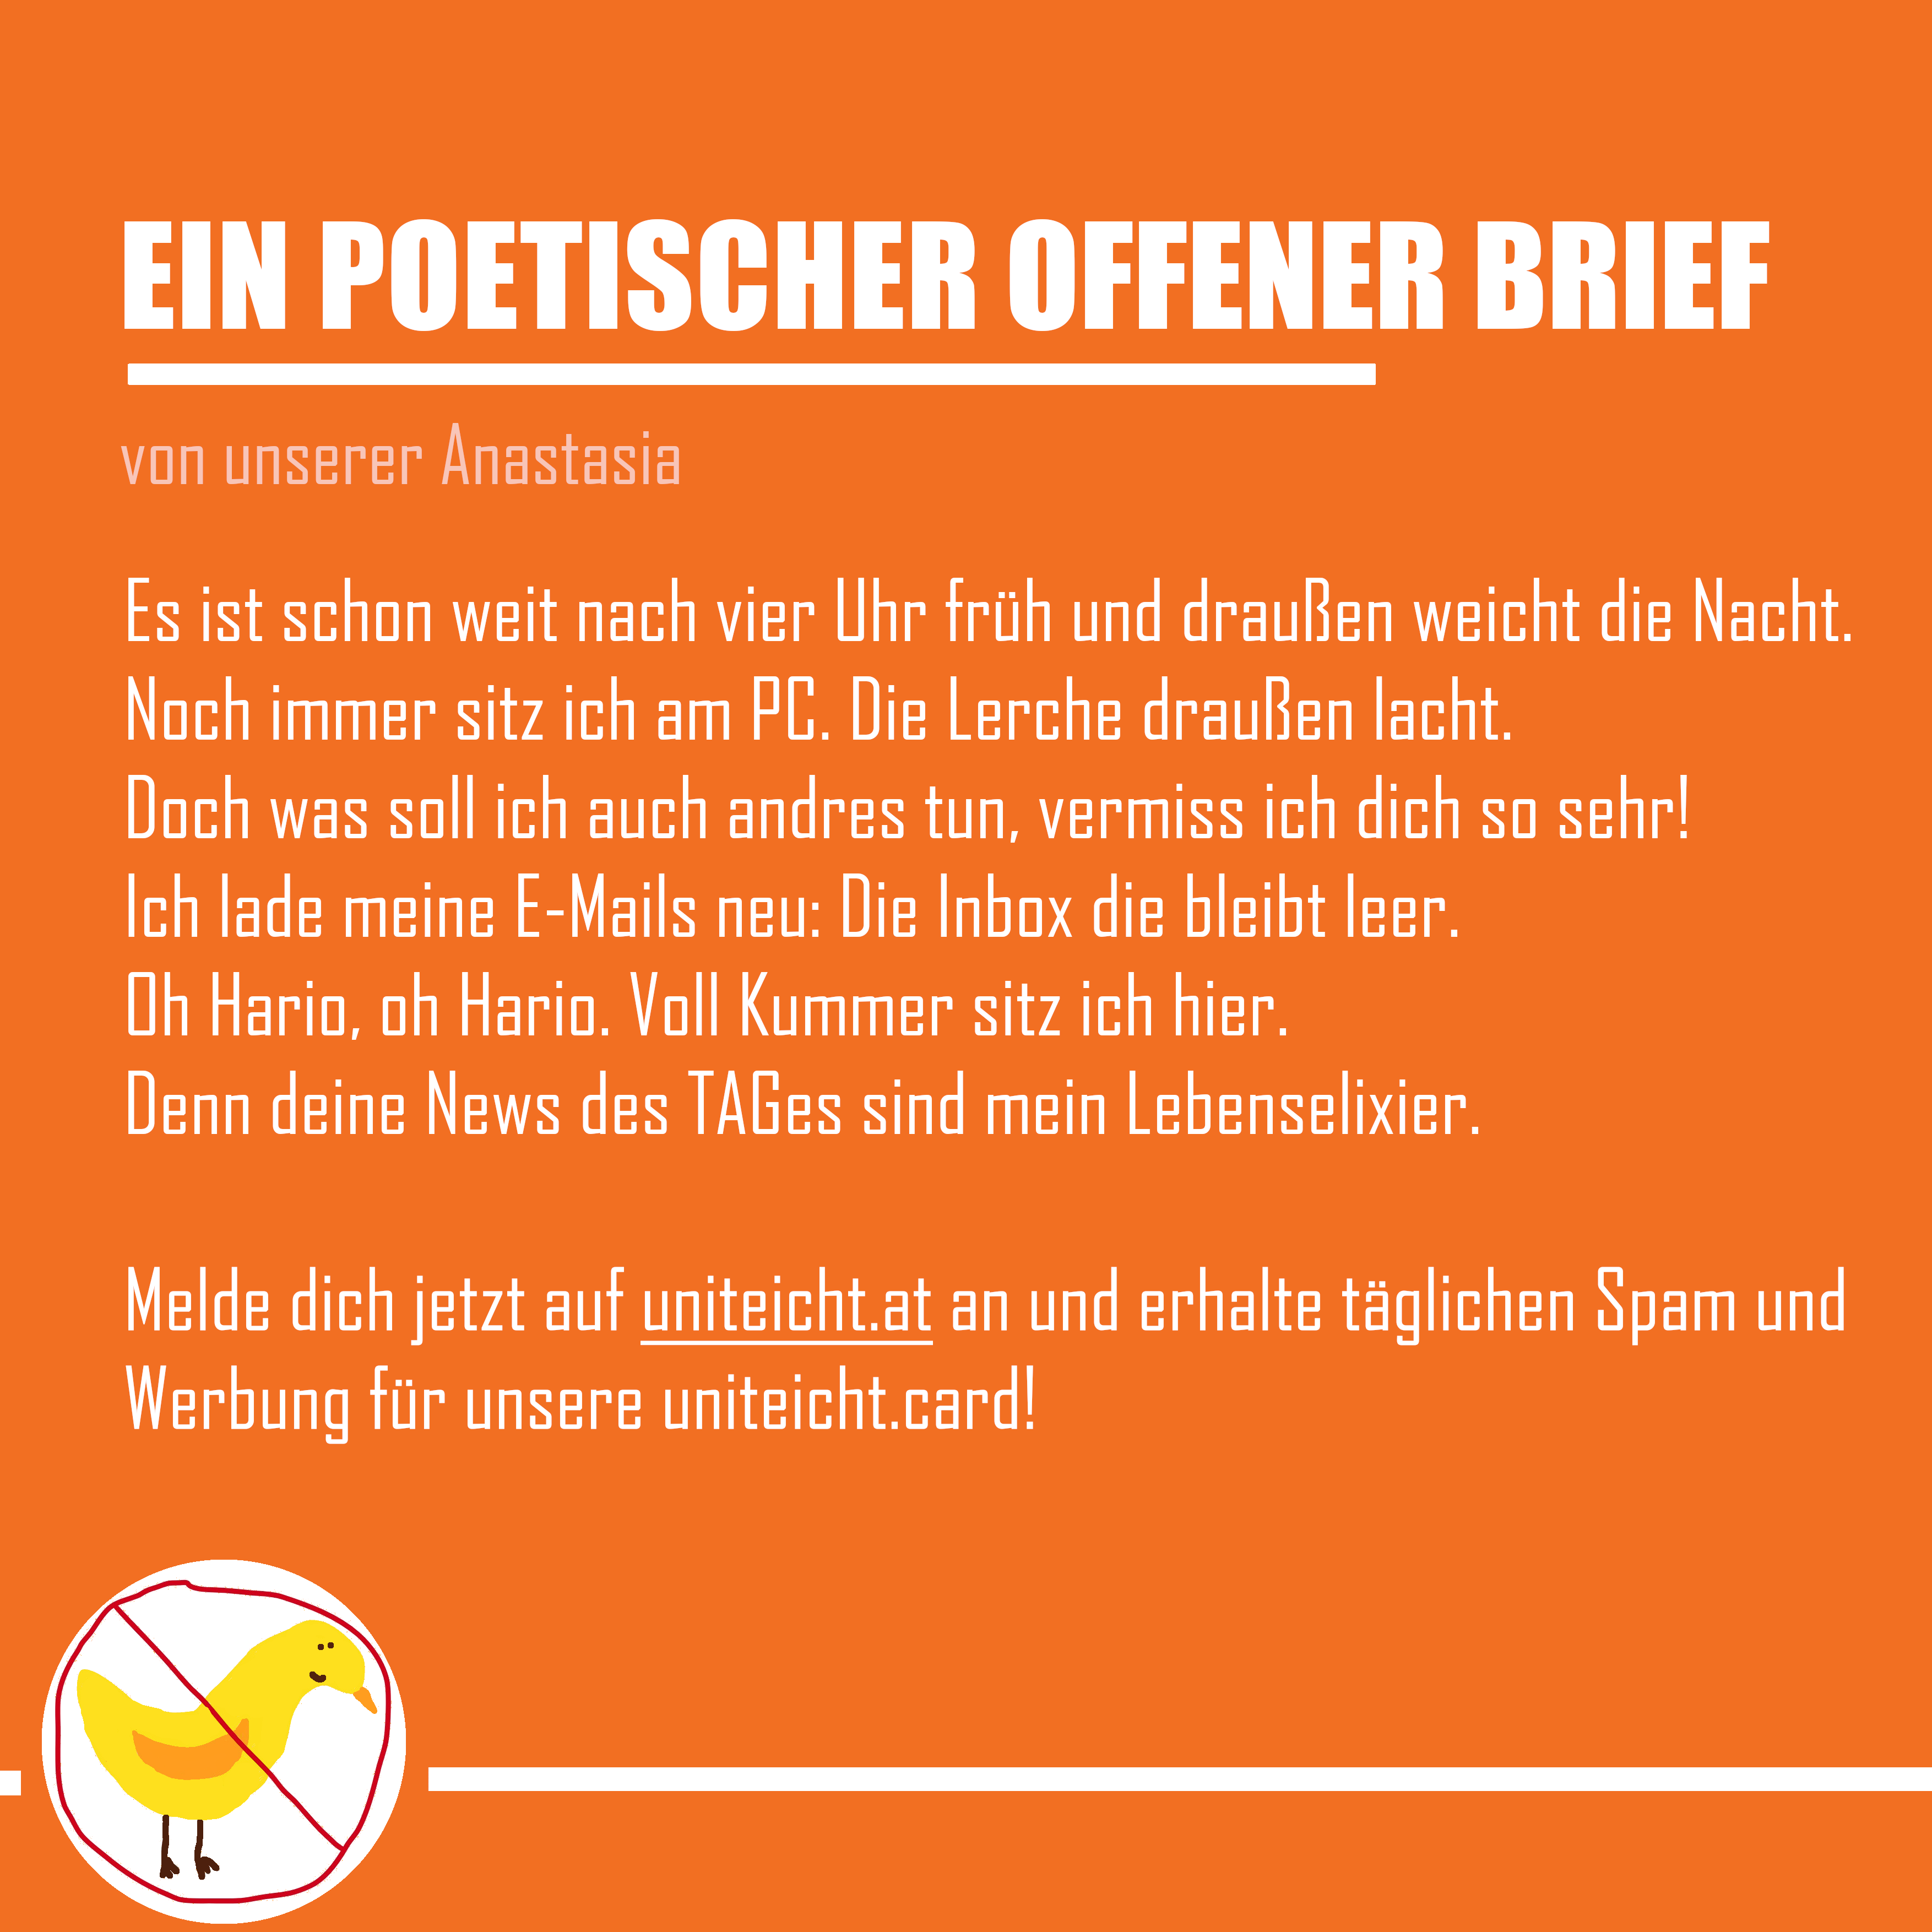 EIN POETISCHER OFFENER BRIEF
von unserer Anastasia
Es ist schon weit nach vier Uhr früh und draußen weicht die Nacht.
Noch immer sitz ich am PC. Die Lerche draußen lacht.
Doch was soll ich auch andres tun, vermiss ich dich so sehr!
Ich lade meine E-Mails neu: Die Inbox die bleibt leer.
Oh Hario, oh Hario. Voll Kummer sitz ich hier.
Denn deine News des TAGes sind mein Lebenselixier.
Melde dich jetzt auf uniteicht.at an und erhalte täglichen Spam und
Werbung für unsere uniteicht.card!